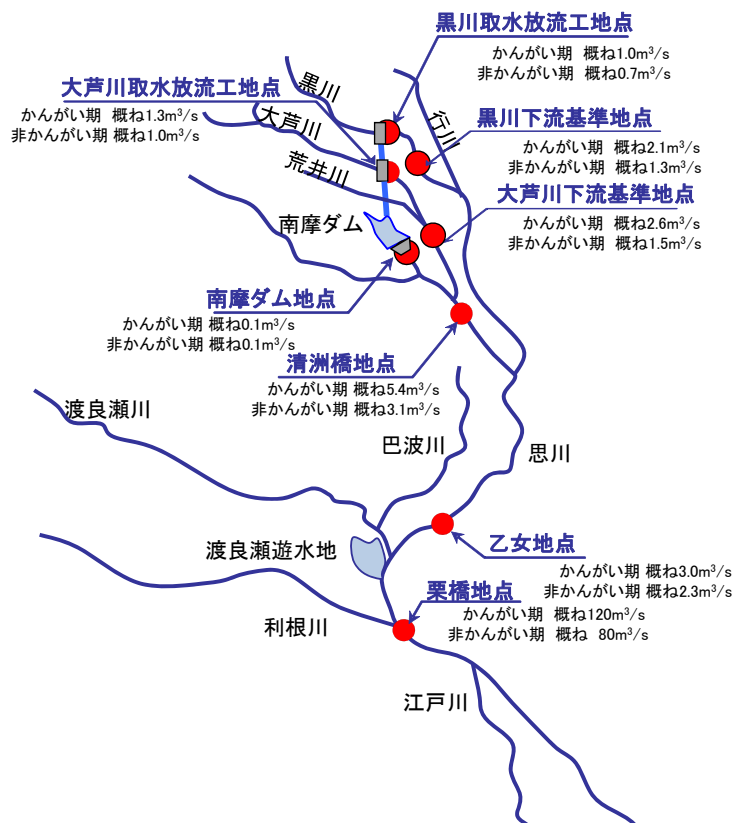 黒川取水放流工地点
かんがい期 概ね1.0m³/s
非かんがい期 概ね0.7m³/s
大芦川取水放流工地点
かんがい期 概ね1.3m³/s
非かんがい期 概ね1.0m³/s
黒川
大芦川
荒井川
行川
黒川下流基準地点
かんがい期 概ね2.1m³/s
非かんがい期 概ね1.3m³/s
大芦川下流基準地点
かんがい期 概ね2.6m³/s
非かんがい期 概ね1.5m³/s
南摩ダム
南摩ダム地点
かんがい期 概ね0.1m³/s
非かんがい期 概ね0.1m³/s
清洲橋地点
かんがい期 概ね5.4m³/s
非かんがい期 概ね3.1m³/s
渡良瀬川
巴波川
思川
渡良瀬遊水地
乙女地点
かんがい期 概ね3.0m³/s
非かんがい期 概ね2.3m³/s
栗橋地点
かんがい期 概ね120m³/s
非かんがい期 概ね 80m³/s
利根川
江戸川